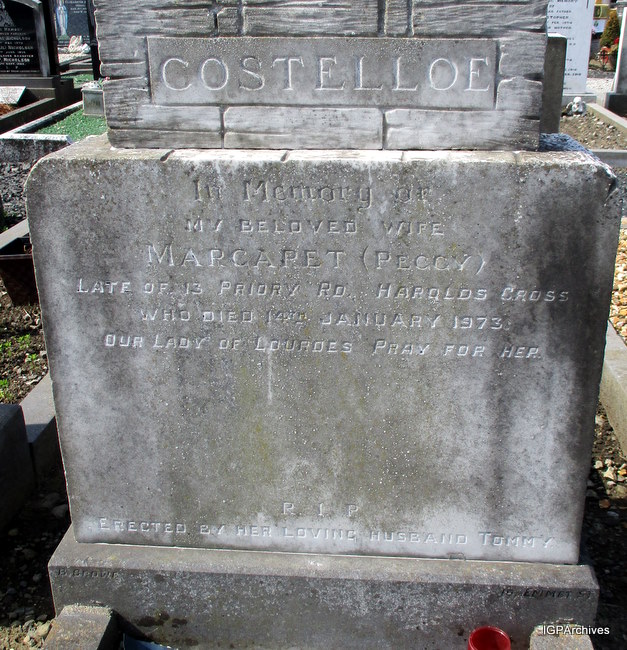 COSTELLOE
In Memory of
MY BELOVED WIFE
MARGARET (PEGGY)
LATE OF 13 PRIORY RD. HAROLDS CROSS
WHO DIED 14TH JANUARY 1973.
OUR LADY OF LOURDES PRAY FOR HER.
R.I.P.
ERECTED BY HER LOVING HUSBAND TOMMY
B. BROWN
IGPArchives